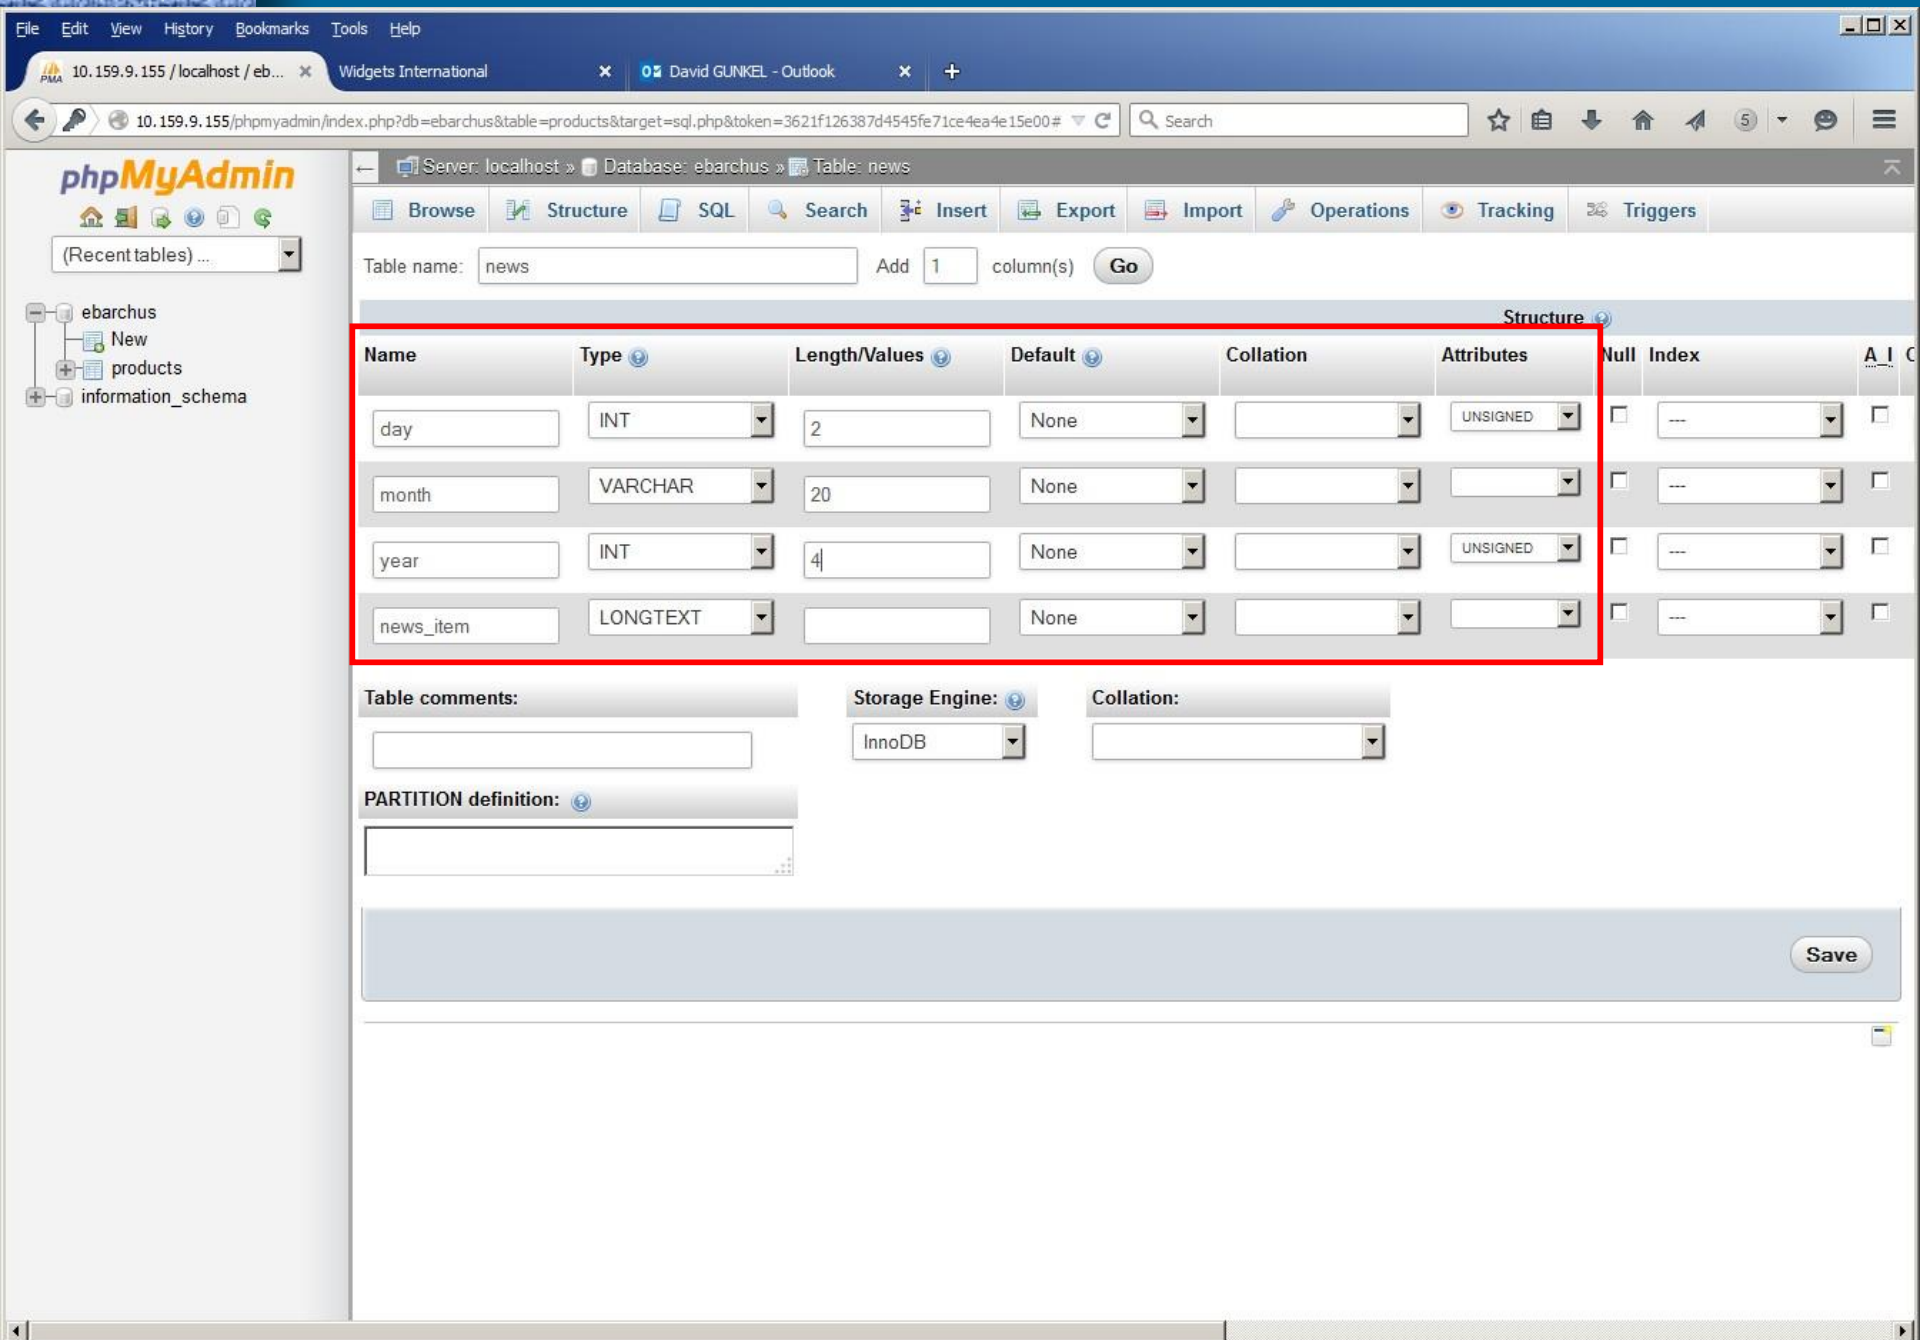 File Edit View History Bookmarks Tools Help
PMA 10.159.9.155 / localhost / eb... Widgets International David GUNKEL - Outlook
10.159.9.155/phpmyadmin/index.php?db=ebarchus&table=products&target=sql.php&token=3621f126387d4545fe71ce4ea4e15e00# Search 5
phpMyAdmin
(Recent tables) ...
ebarchus
New
products
information_schema
Server: localhost » Database: ebarchus » Table: news
Browse Structure SQL Search Insert Export Import Operations Tracking Triggers
Table name: news Add 1 column(s) Go
Structure
Name Type Length/Values Default Collation Attributes Null Index A_I C
day INT 2 None UNSIGNED ---
month VARCHAR 20 None ---
year INT 4 None UNSIGNED ---
news_item LONGTEXT None ---
Table comments: Storage Engine: Collation:
InnoDB
PARTITION definition:
Save